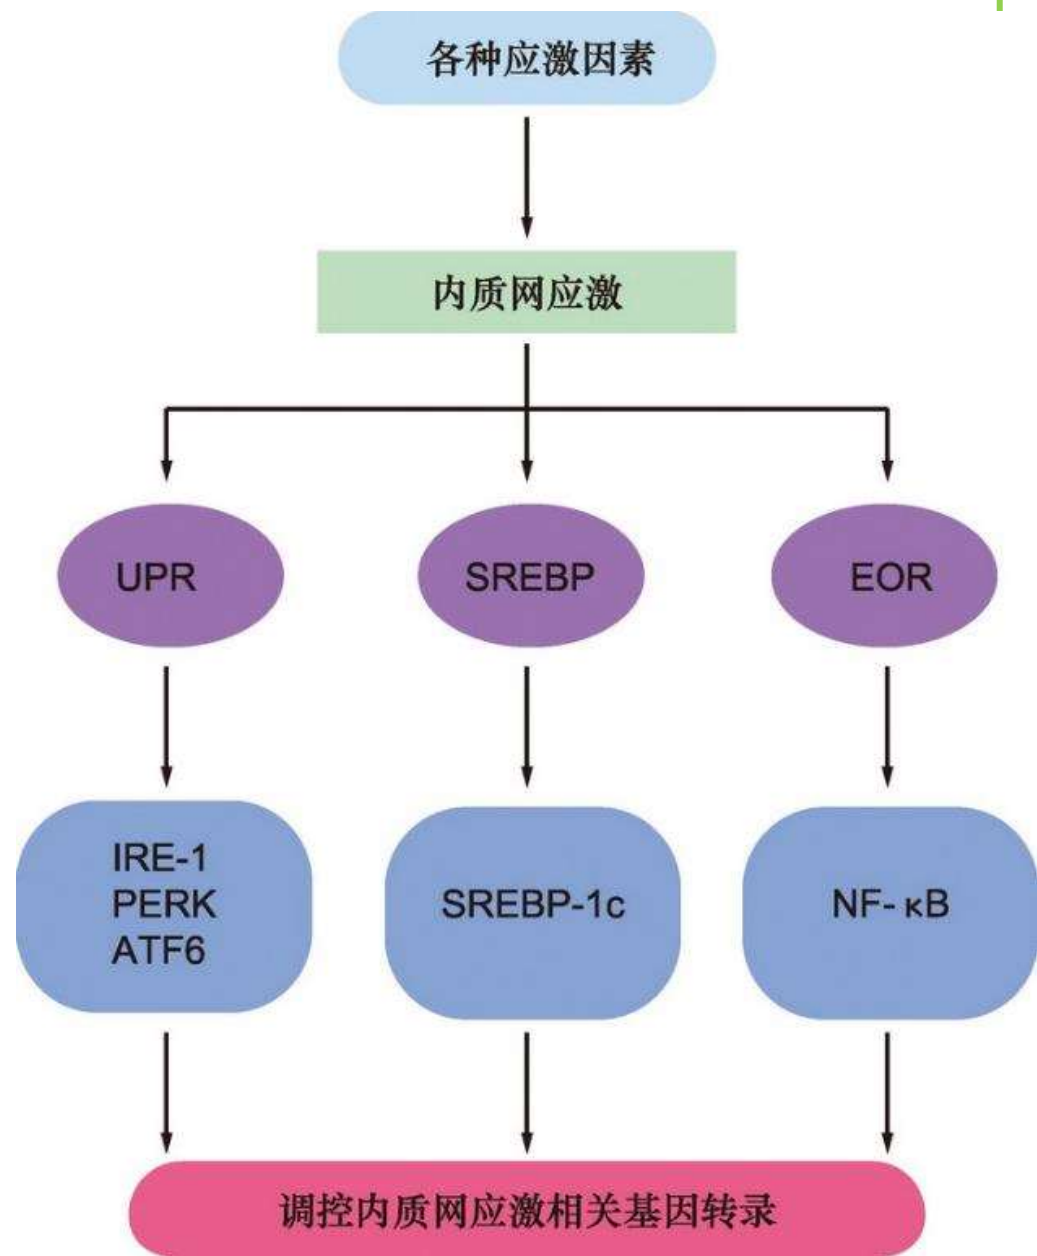 各种应激因素
内质网应激
UPR
SREBP
EOR
IRE-1
PERK
ATF6
SREBP-1c
NF-κB
调控内质网应激相关基因转录